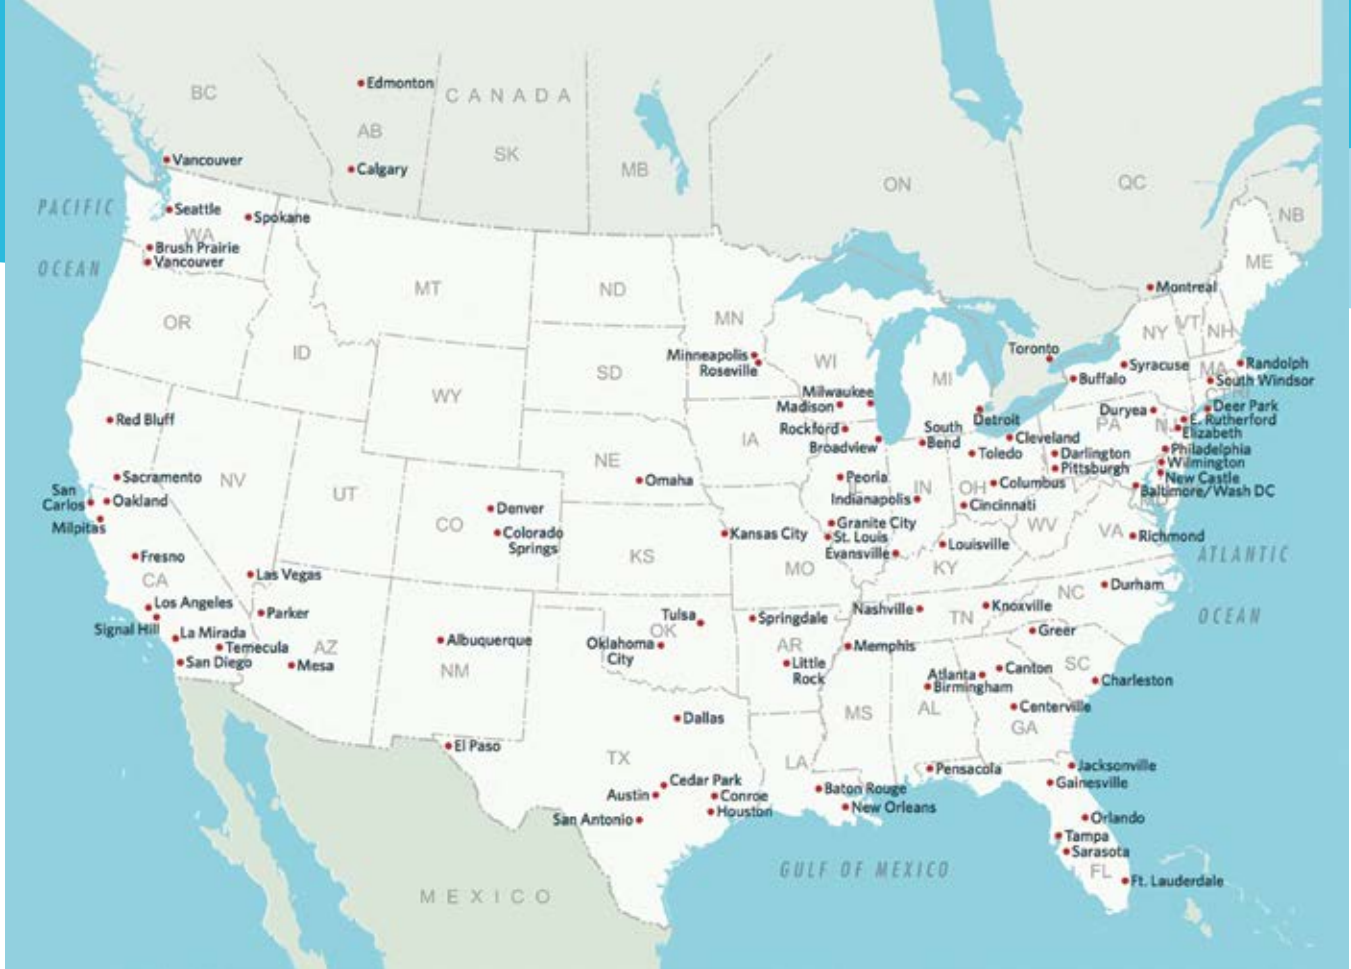 Edmonton
BC
CANADA
AB
SK
Vancouver
Calgary
MB
ON
QC
PACIFIC
Seattle
Spokane
NB
WA
Brush Prairie
Vancouver
OCEAN
ME
MT
ND
Montreal
OR
MN
NY
VT
NH
ID
Toronto
Minneapolis
WI
Roseville
SD
MI
Syracuse
Randolph
MA
Buffalo
South Windsor
WY
Milwaukee
CT
RI
Madison
Duryea
Deer Park
Red Bluff
Detroit
PA
NJ
E. Rutherford
Rockford
South
Bend
Elizabeth
IA
Broadview
Cleveland
Toledo
Darlington
Philadelphia
NE
Pittsburgh
Wilmington
Sacramento
NV
Omaha
Peoria
IL
IN
OH
Columbus
New Castle
San
Carlos
Oakland
UT
Indianapolis
Cincinnati
Baltimore/Wash DC
MD
Denver
Milpitas
CO
Colorado
Springs
Kansas City
Granite City
St. Louis
WV
VA
Richmond
Fresno
KS
Evansville
Louisville
ATLANTIC
CA
Las Vegas
MO
KY
Durham
NC
Los Angeles
Parker
Tulsa
Springdale
Nashville
Knoxville
OCEAN
Signal Hill
La Mirada
OK
TN
Greer
Temecula
AZ
Albuquerque
Oklahoma
City
AR
Memphis
San Diego
Mesa
NM
Little
Rock
Canton
SC
Atlanta
Birmingham
Charleston
MS
AL
Centerville
Dallas
GA
El Paso
TX
LA
Pensacola
Jacksonville
Cedar Park
Gainesville
Austin
Conroe
Baton Rouge
Houston
New Orleans
San Antonio
Orlando
Tampa
Sarasota
GULF OF MEXICO
FL
Ft. Lauderdale
MEXICO